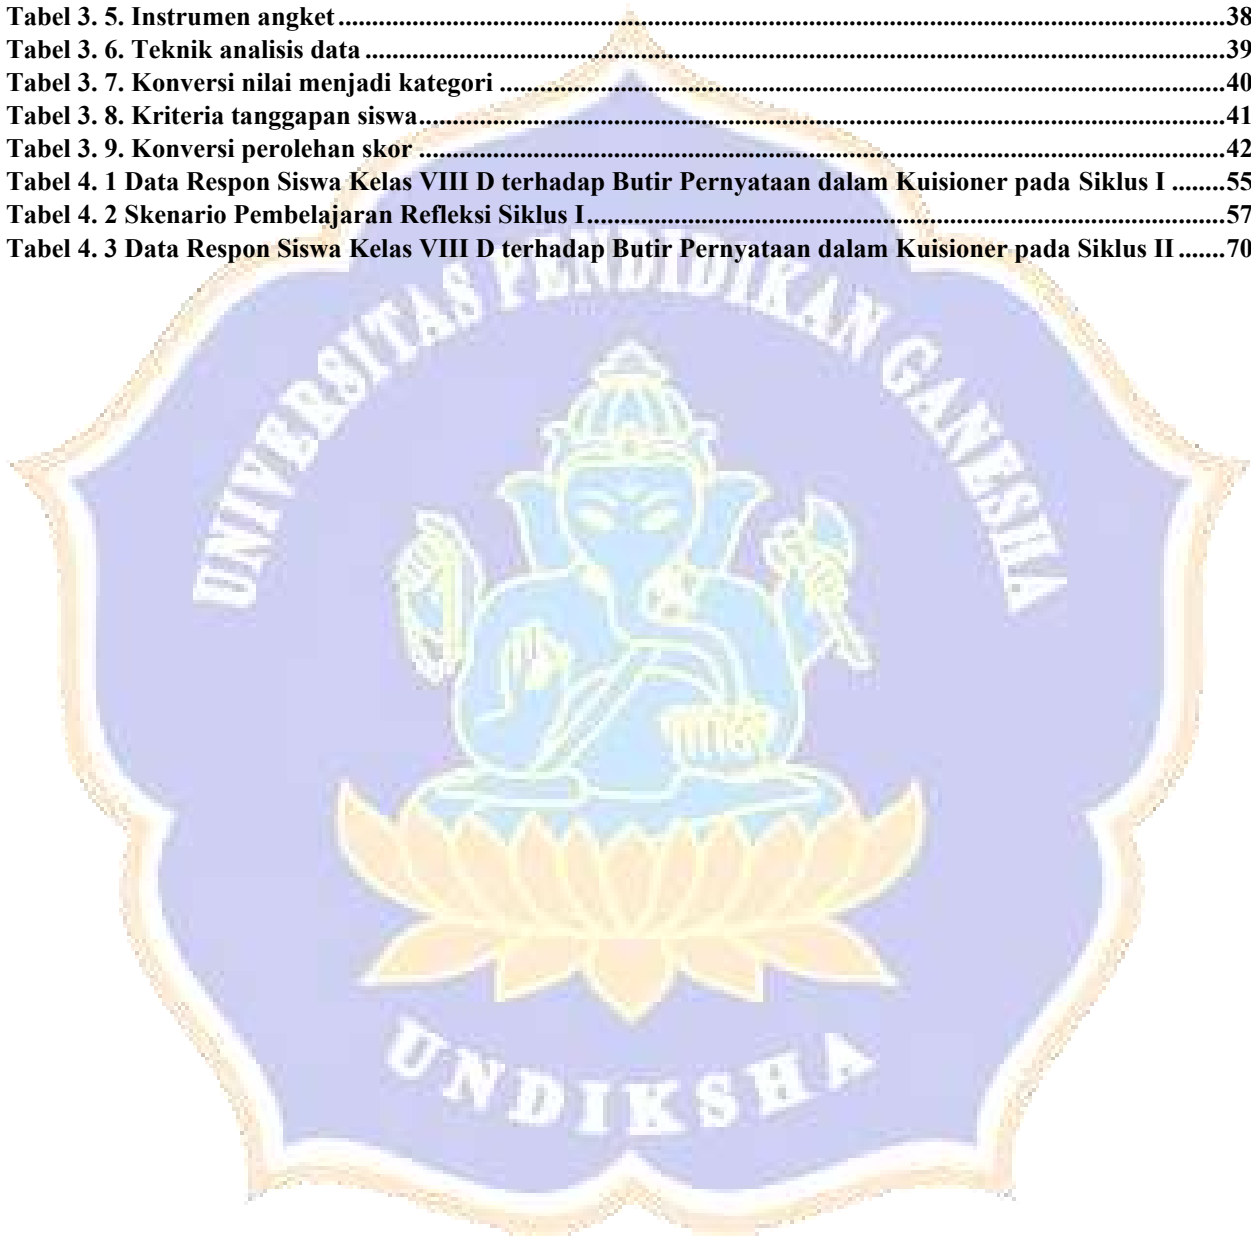 Tabel 3. 5. Instrumen angket ........................................................................................................................................38
Tabel 3. 6. Teknik analisis data ....................................................................................................................................39
Tabel 3. 7. Konversi nilai menjadi kategori ................................................................................................................40
Tabel 3. 8. Kriteria tanggapan siswa............................................................................................................................41
Tabel 3. 9. Konversi perolehan skor ............................................................................................................................42
Tabel 4. 1 Data Respon Siswa Kelas VIII D terhadap Butir Pernyataan dalam Kuisioner pada Siklus I ........55
Tabel 4. 2 Skenario Pembelajaran Refleksi Siklus I....................................................................................................57
Tabel 4. 3 Data Respon Siswa Kelas VIII D terhadap Butir Pernyataan dalam Kuisioner pada Siklus II .......70
UNIVERSITAS PENDIDIKAN GANESHA
UNDIKSHA